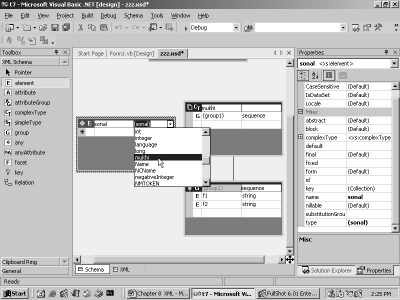 t7 - Microsoft Visual Basic .NET [design] - zzz.xsd*
File Edit View Project Build Debug Schema Tools Window Help
Debug
Toolbox
XML Schema
Pointer
element
attribute
attributeGroup
complexType
simpleType
group
any
anyAttribute
facet
key
Relation
Clipboard Ring
General
Start Page Form1.vb [Design] zzz.xsd*
E sonal (sonal)
int
integer
language
long
mukhi
Name
NCName
negativeInteger
NMTOKEN
G mukhi
G (group1) sequence
(group1) sequence
E f1 string
E f2 string
Schema XML
Properties
sonal <xs:element>
CaseSensitive (Default)
IsDataSet (Default)
Locale (Default)
Misc
abstract (Default)
block (Default)
complexType <xs:complexType
default
final (Default)
fixed
form (Default)
id
key (Collection)
name sonal
nillable (Default)
substitutionGrou
type (sonal)
Misc
Solution Explorer Properties
Ready
Start Chapter 8 XML - M... t7 - Microsoft Vis... FullShot 6.01 Ente... 2:25 PM